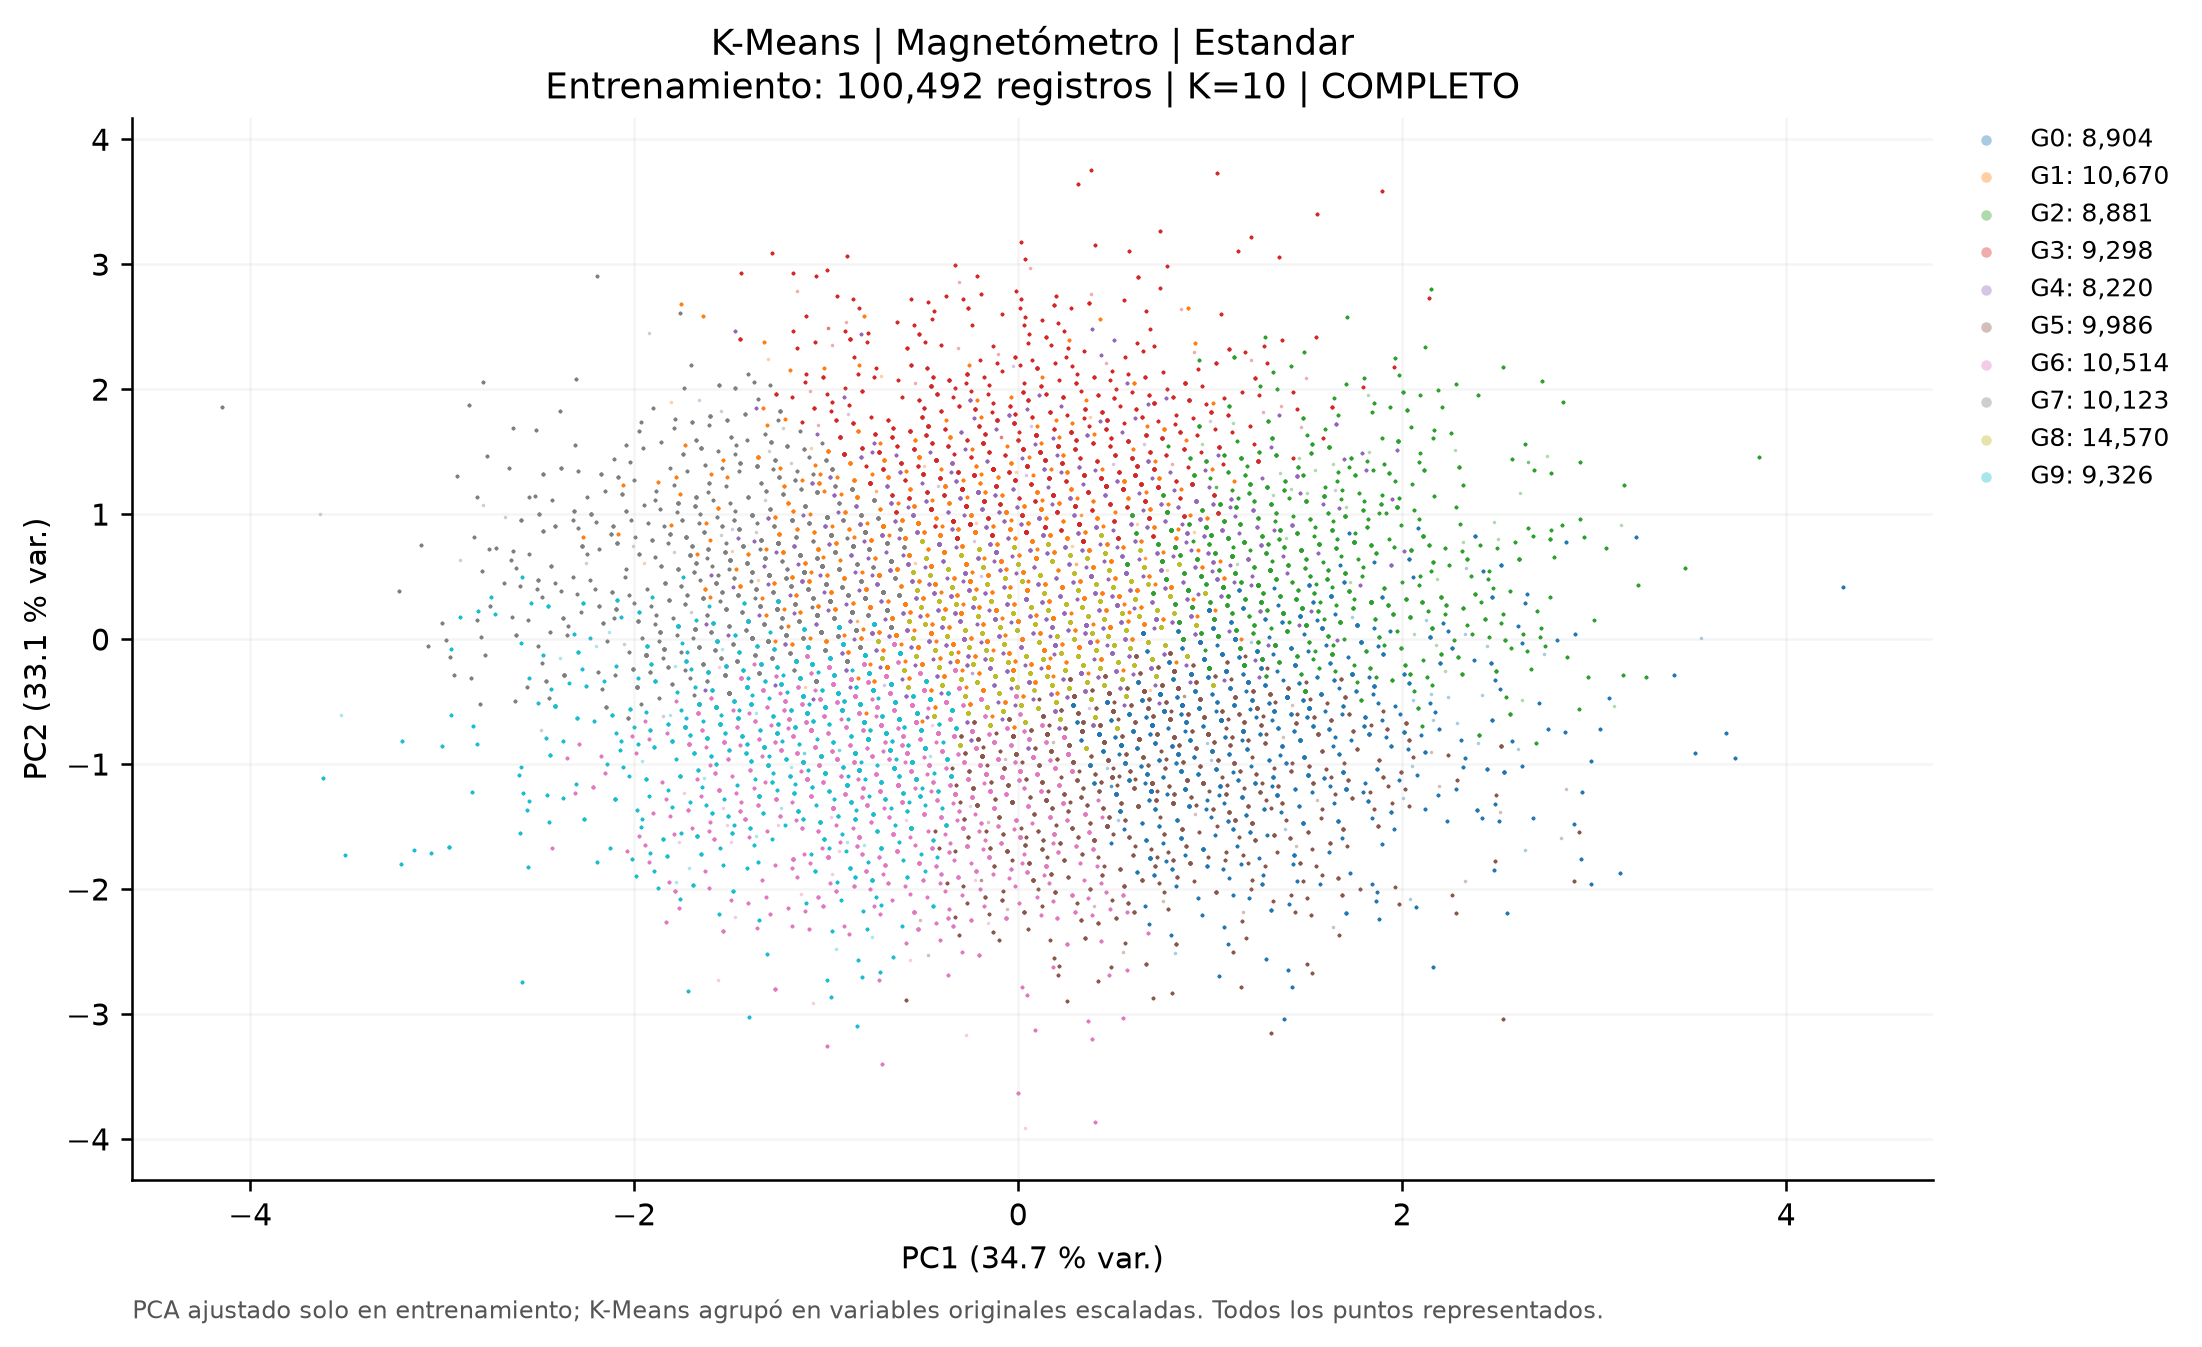 K-Means | Magnetómetro | Estandar
Entrenamiento: 100,492 registros | K=10 | COMPLETO
4
3
2
1
0
−1
−2
−3
−4
PC2 (33.1 % var.)
−4
−2
0
2
4
PC1 (34.7 % var.)
G0: 8,904
G1: 10,670
G2: 8,881
G3: 9,298
G4: 8,220
G5: 9,986
G6: 10,514
G7: 10,123
G8: 14,570
G9: 9,326
PCA ajustado solo en entrenamiento; K-Means agrupó en variables originales escaladas. Todos los puntos representados.